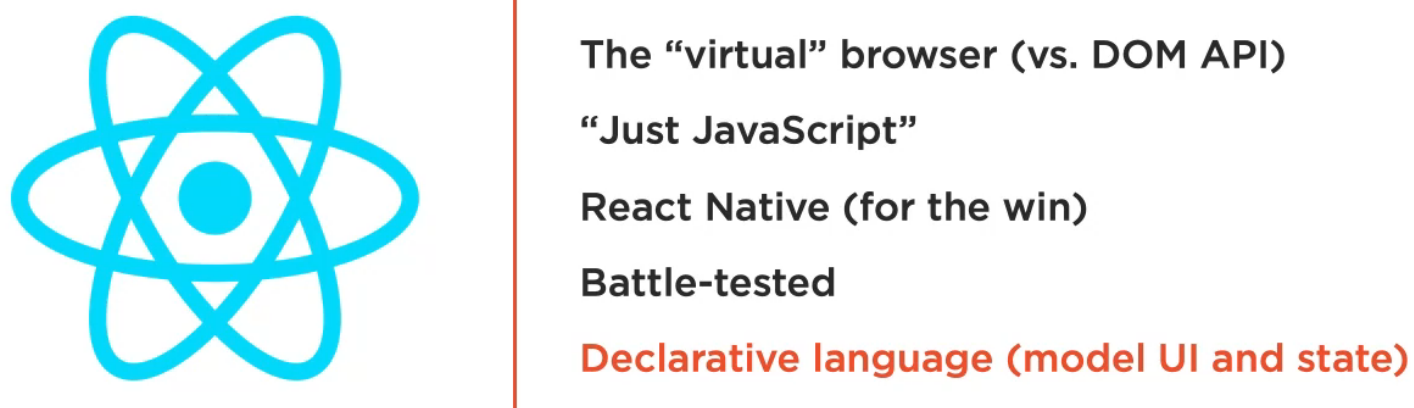 The “virtual” browser (vs. DOM API)
“Just JavaScript”
React Native (for the win)
Battle-tested
Declarative language (model UI and state)